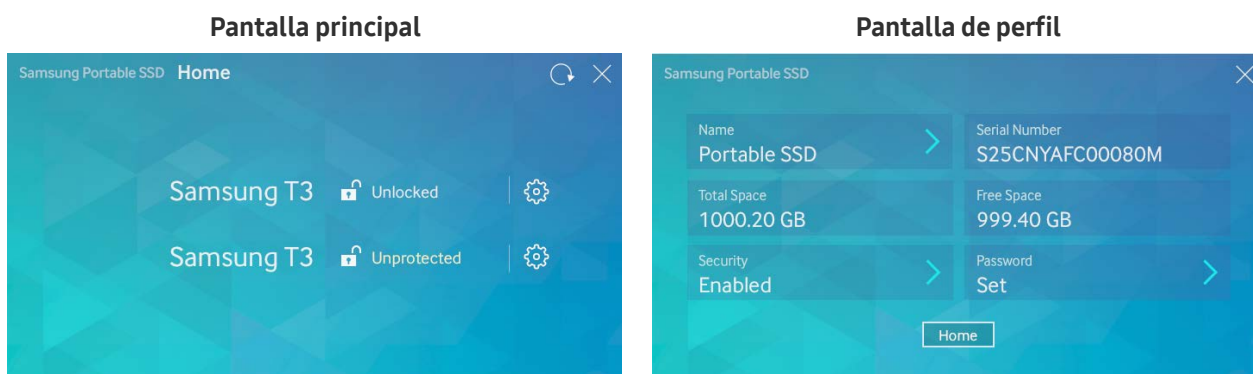 Pantalla principal
Samsung Portable SSD Home
Samsung T3 Unlocked
Samsung T3 Unprotected
Pantalla de perfil
Samsung Portable SSD
Name
Portable SSD
Serial Number
S25CNYAFC00080M
Total Space
1000.20 GB
Free Space
999.40 GB
Security
Enabled
Password
Set
Home